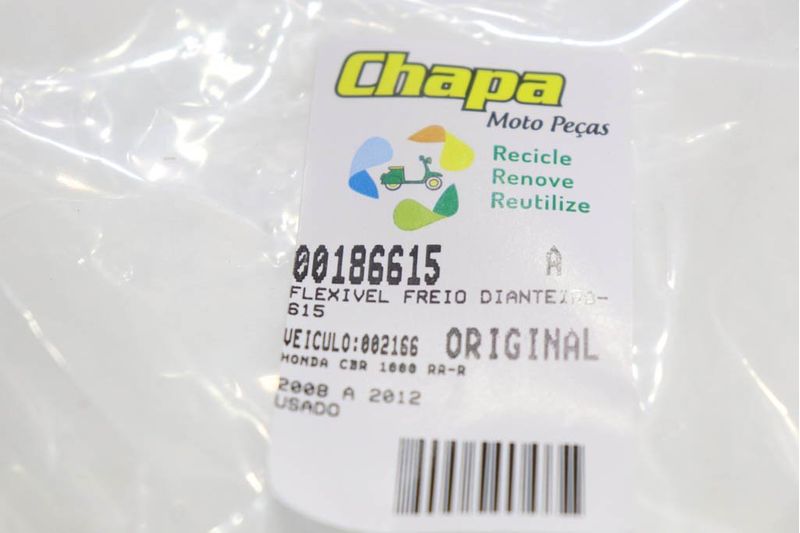 Chapa
Moto Peças
Recicle
Renove
Reutilize
00186615 A
FLEXIVEL FREIO DIANTEIRO-
615
VEICULO:002166 ORIGINAL
HONDA CBR 1000 RR-R
2008 A 2012
USADO